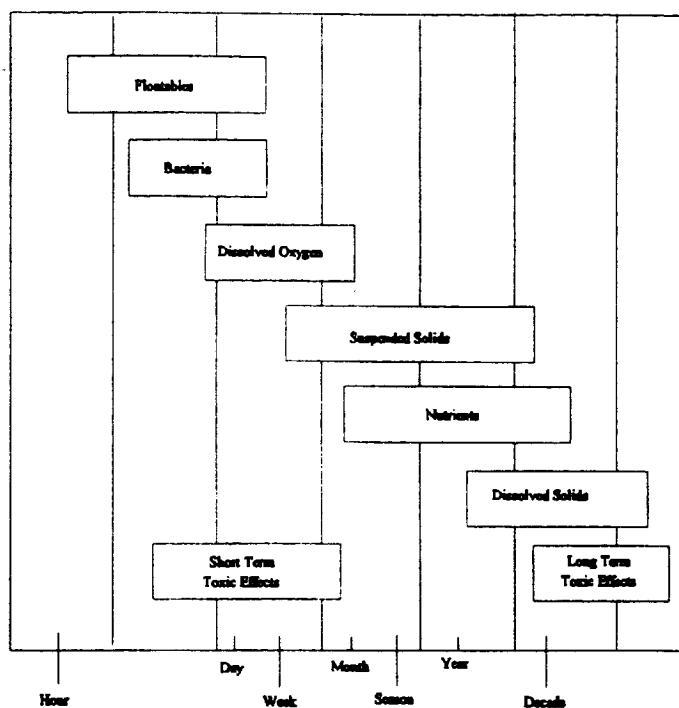 Floatables
Bacteria
Dissolved Oxygen
Suspended Solids
Nutrients
Dissolved Solids
Short Term
Toxic Effects
Long Term
Toxic Effects
Day
Month
Year
Hour
Week
Season
Decade